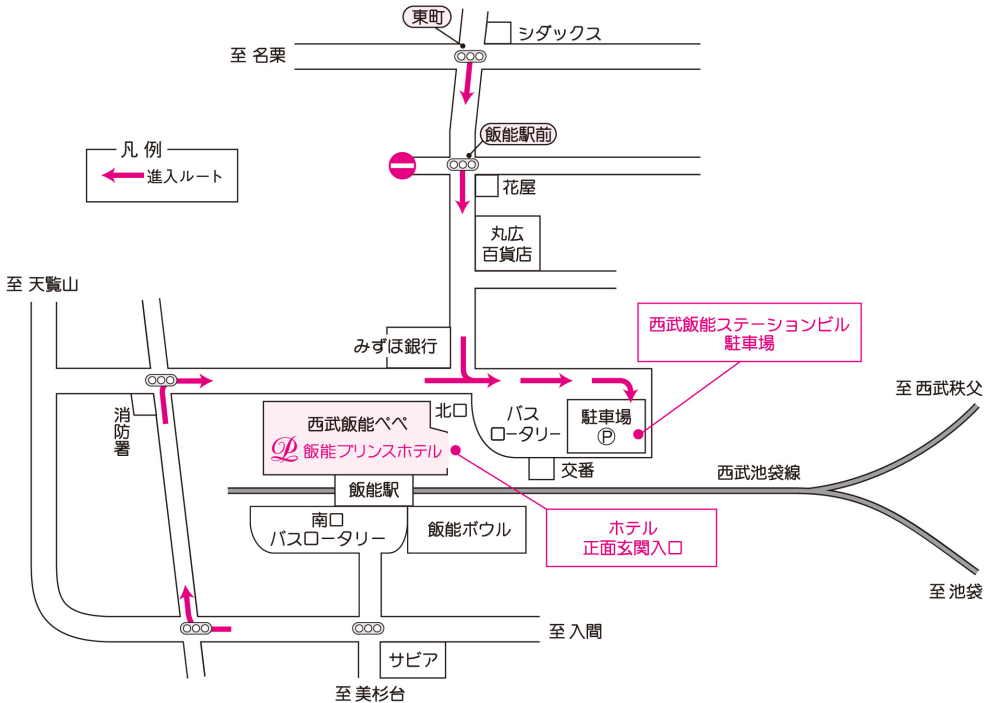 東町
シダックス
至 名栗
飯能駅前
凡 例
進入ルート
花屋
丸広
百貨店
至 天覧山
みずほ銀行
西武飯能ステーションビル
駐車場
至 西武秩父
消防署
北口
バス
ロータリー
駐車場
P
西武飯能ペペ
飯能プリンスホテル
交番
西武池袋線
飯能駅
南口
バスロータリー
飯能ボウル
ホテル
正面玄関入口
至 池袋
至 入間
サビア
至 美杉台